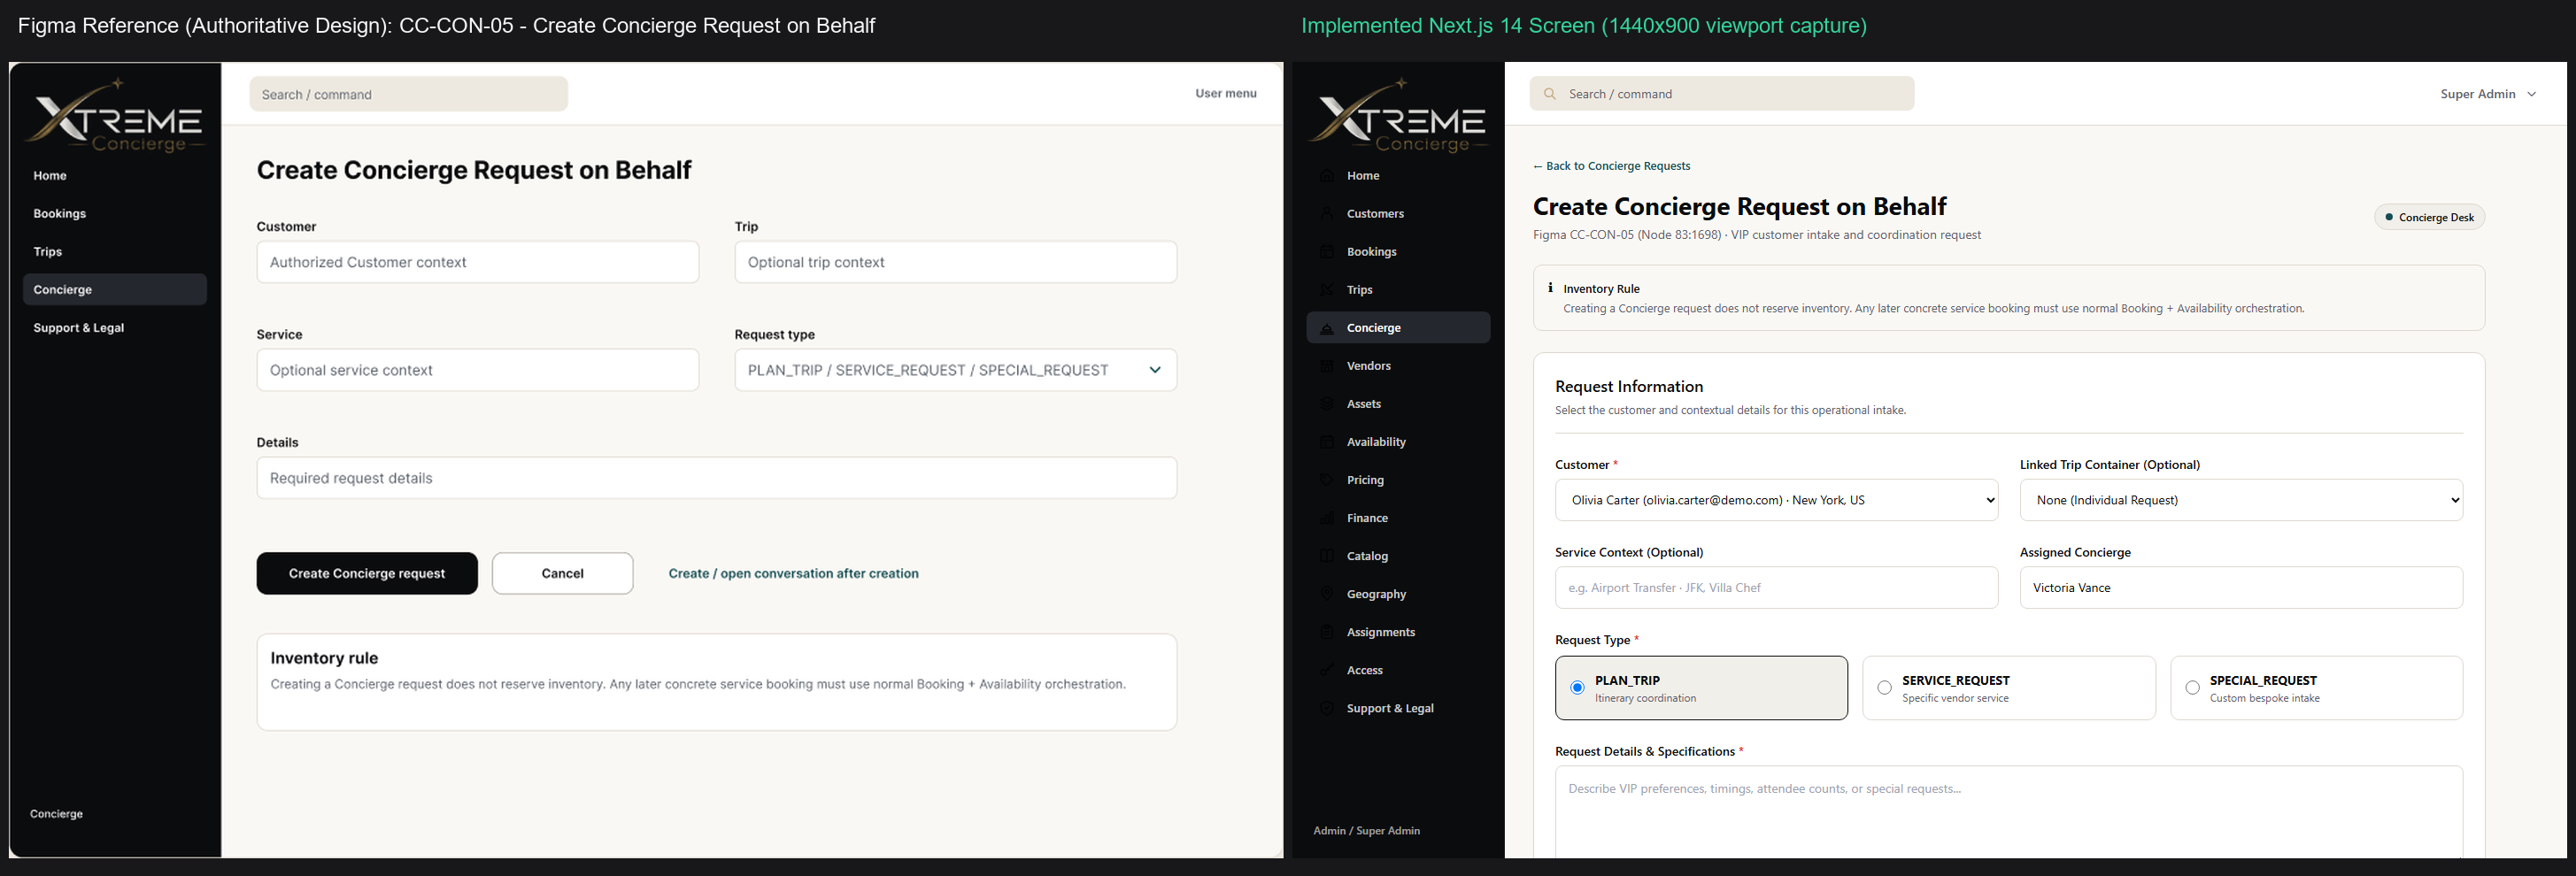 Figma Reference (Authoritative Design): CC-CON-05 - Create Concierge Request on Behalf
XTREME
Concierge
Home
Bookings
Trips
Concierge
Support & Legal
Concierge
Search / command
User menu
Create Concierge Request on Behalf
Customer
Trip
Authorized Customer context
Optional trip context
Service
Request type
Optional service context
PLAN_TRIP / SERVICE_REQUEST / SPECIAL_REQUEST
Details
Required request details
Create Concierge request
Cancel
Create / open conversation after creation
Inventory rule
Creating a Concierge request does not reserve inventory. Any later concrete service booking must use normal Booking + Availability orchestration.
Implemented Next.js 14 Screen (1440x900 viewport capture)
XTREME
Concierge
Home
Customers
Bookings
Trips
Concierge
Vendors
Assets
Availability
Pricing
Finance
Catalog
Geography
Assignments
Access
Support & Legal
Admin / Super Admin
Search / command
Super Admin
← Back to Concierge Requests
Create Concierge Request on Behalf
Figma CC-CON-05 (Node 83:1698) · VIP customer intake and coordination request
Concierge Desk
Inventory Rule
Creating a Concierge request does not reserve inventory. Any later concrete service booking must use normal Booking + Availability orchestration.
Request Information
Select the customer and contextual details for this operational intake.
Customer *
Linked Trip Container (Optional)
Olivia Carter (olivia.carter@demo.com) · New York, US
None (Individual Request)
Service Context (Optional)
Assigned Concierge
e.g. Airport Transfer · JFK, Villa Chef
Victoria Vance
Request Type *
PLAN_TRIP
Itinerary coordination
SERVICE_REQUEST
Specific vendor service
SPECIAL_REQUEST
Custom bespoke intake
Request Details & Specifications *
Describe VIP preferences, timings, attendee counts, or special requests...